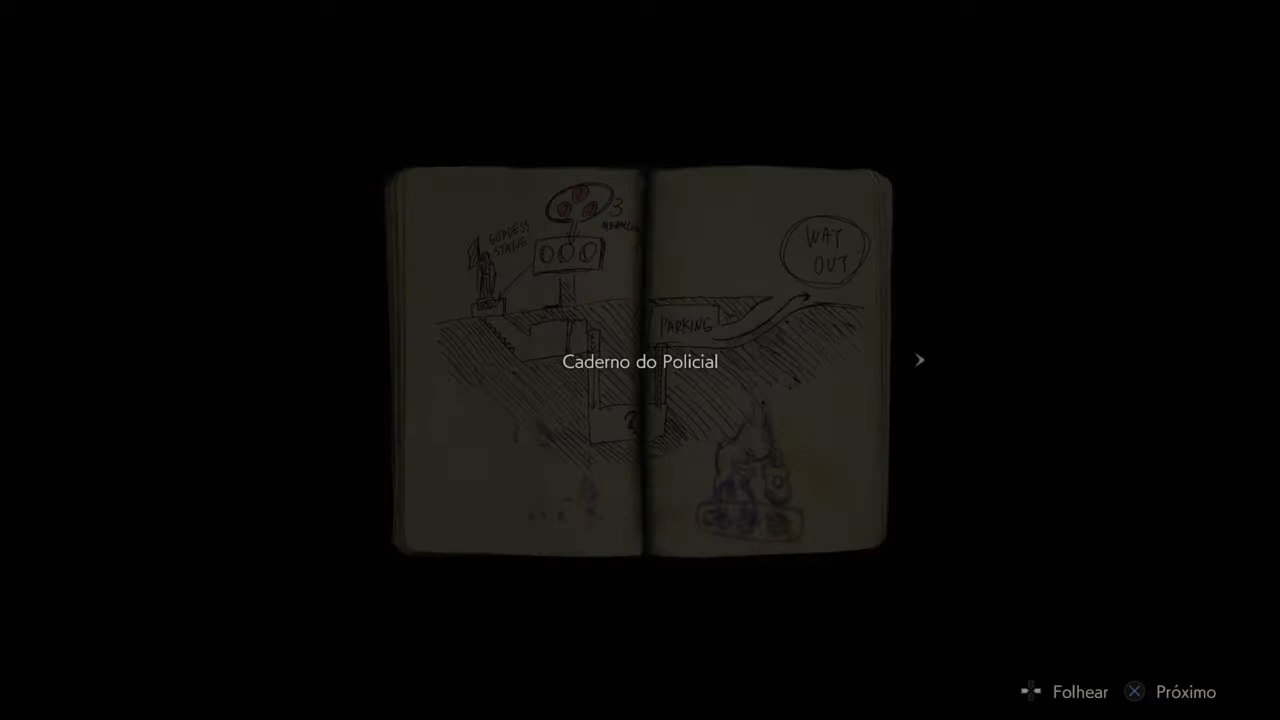 3
GODDESS
STATUE
WAY
OUT
PARKING
Caderno do Policial
?
Folhear
Próximo